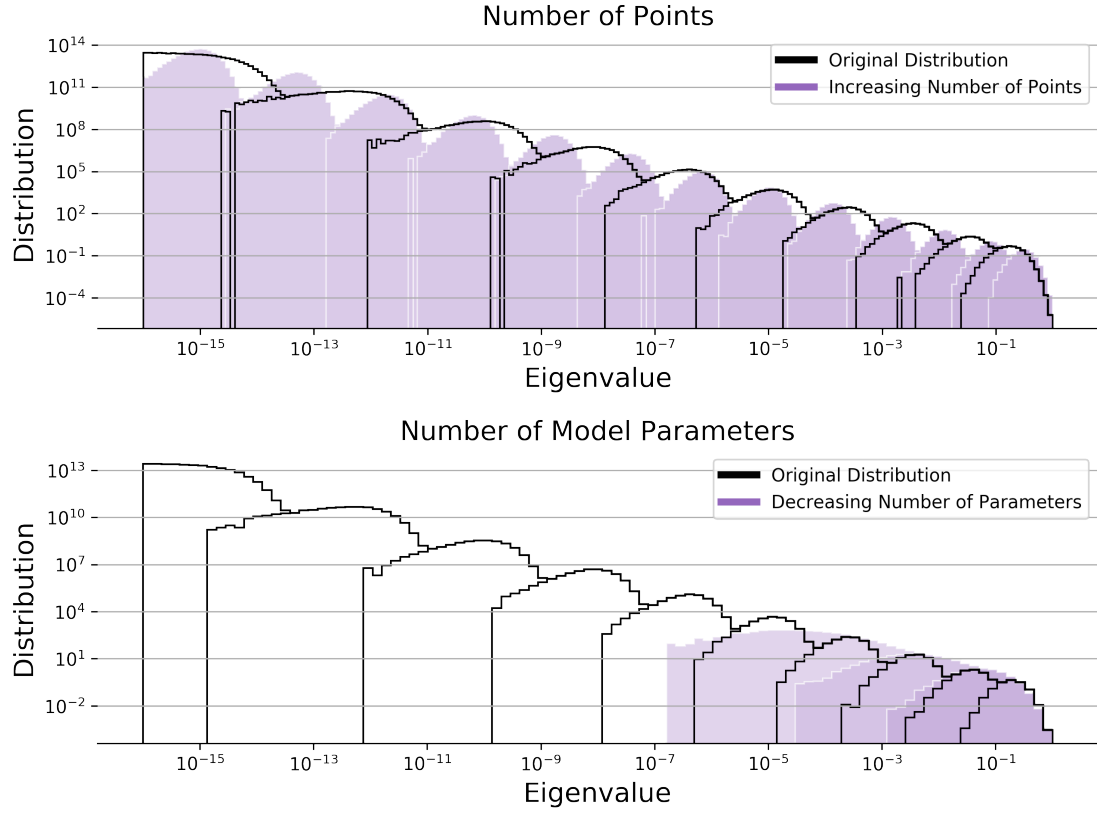 Number of Points
Original Distribution
Increasing Number of Points
Distribution
10^14
10^11
10^8
10^5
10^2
10^−1
10^−4
10^−15
10^−13
10^−11
10^−9
10^−7
10^−5
10^−3
10^−1
Eigenvalue
Number of Model Parameters
Original Distribution
Decreasing Number of Parameters
Distribution
10^13
10^10
10^7
10^4
10^1
10^−2
10^−15
10^−13
10^−11
10^−9
10^−7
10^−5
10^−3
10^−1
Eigenvalue